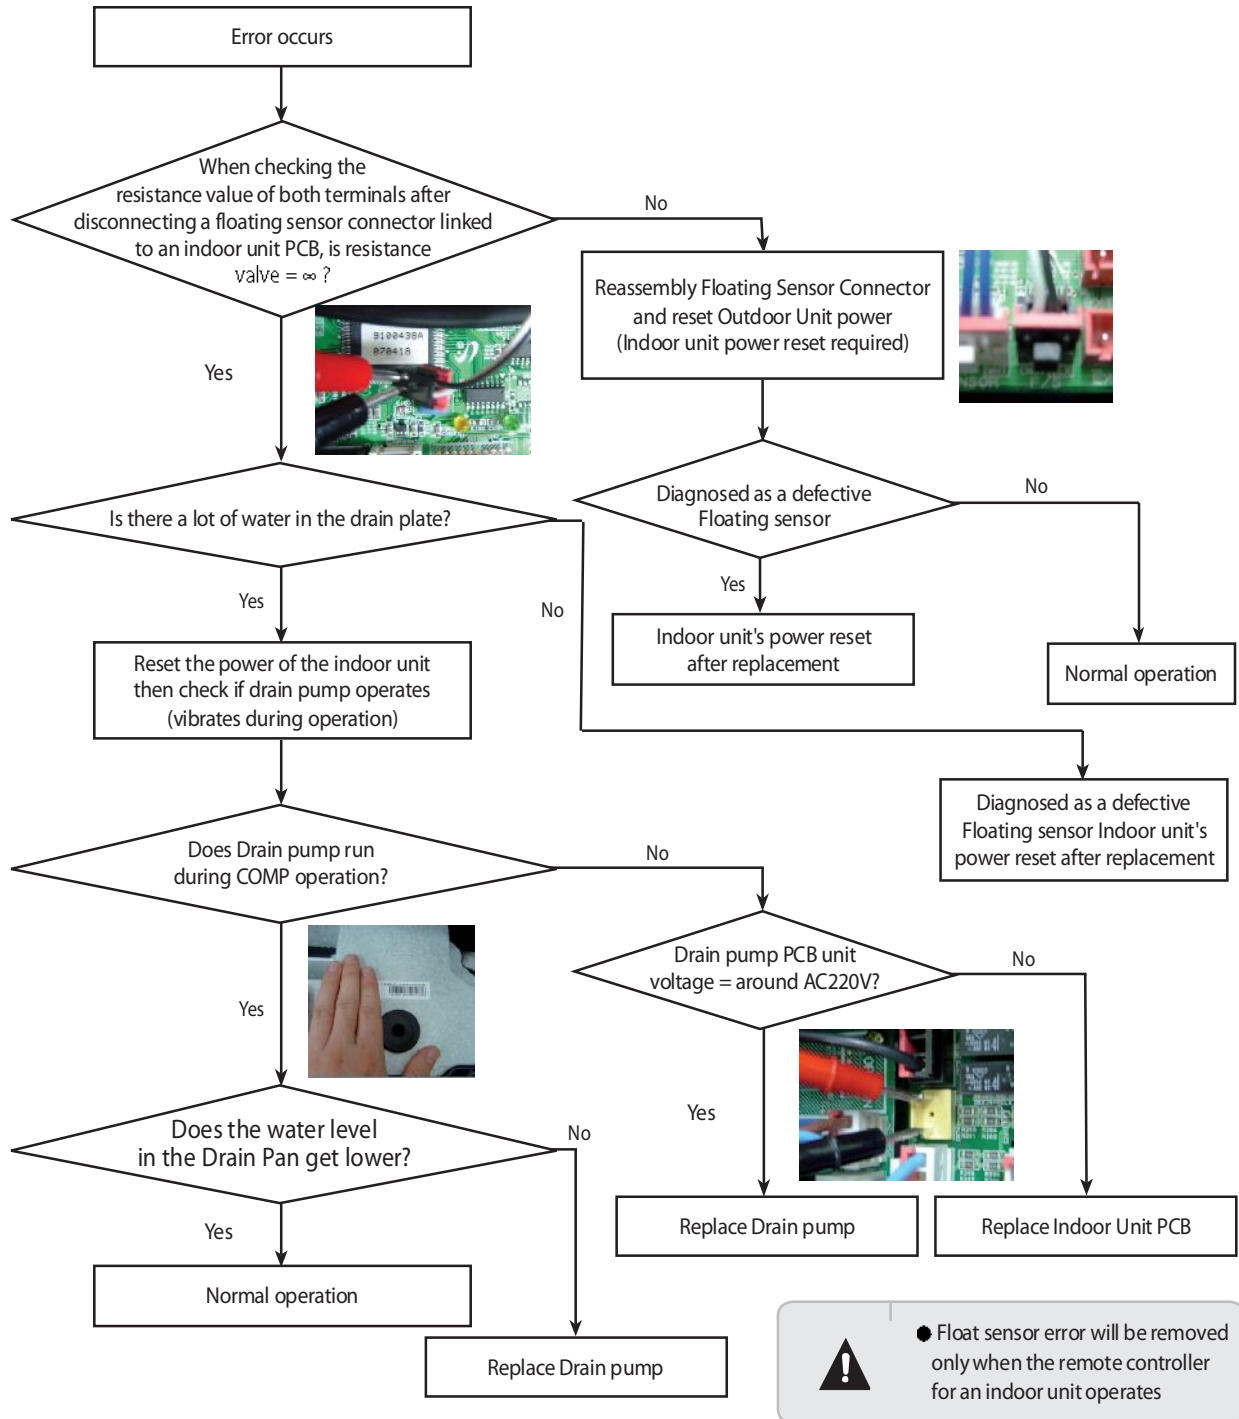 Error occurs
When checking the
resistance value of both terminals after
disconnecting a floating sensor connector linked
to an indoor unit PCB, is resistance
valve = ∞ ?
No
Reassembly Floating Sensor Connector
and reset Outdoor Unit power
(Indoor unit power reset required)
Yes
9100438A
070418
Is there a lot of water in the drain plate?
Diagnosed as a defective
Floating sensor
No
Yes
Yes
No
Indoor unit's power reset
after replacement
Normal operation
Reset the power of the indoor unit
then check if drain pump operates
(vibrates during operation)
Diagnosed as a defective
Floating sensor Indoor unit's
power reset after replacement
Does Drain pump run
during COMP operation?
No
Drain pump PCB unit
voltage = around AC220V?
No
Yes
Yes
Does the water level
in the Drain Pan get lower?
No
Yes
Replace Drain pump
Replace Indoor Unit PCB
Normal operation
Replace Drain pump
● Float sensor error will be removed
only when the remote controller
for an indoor unit operates